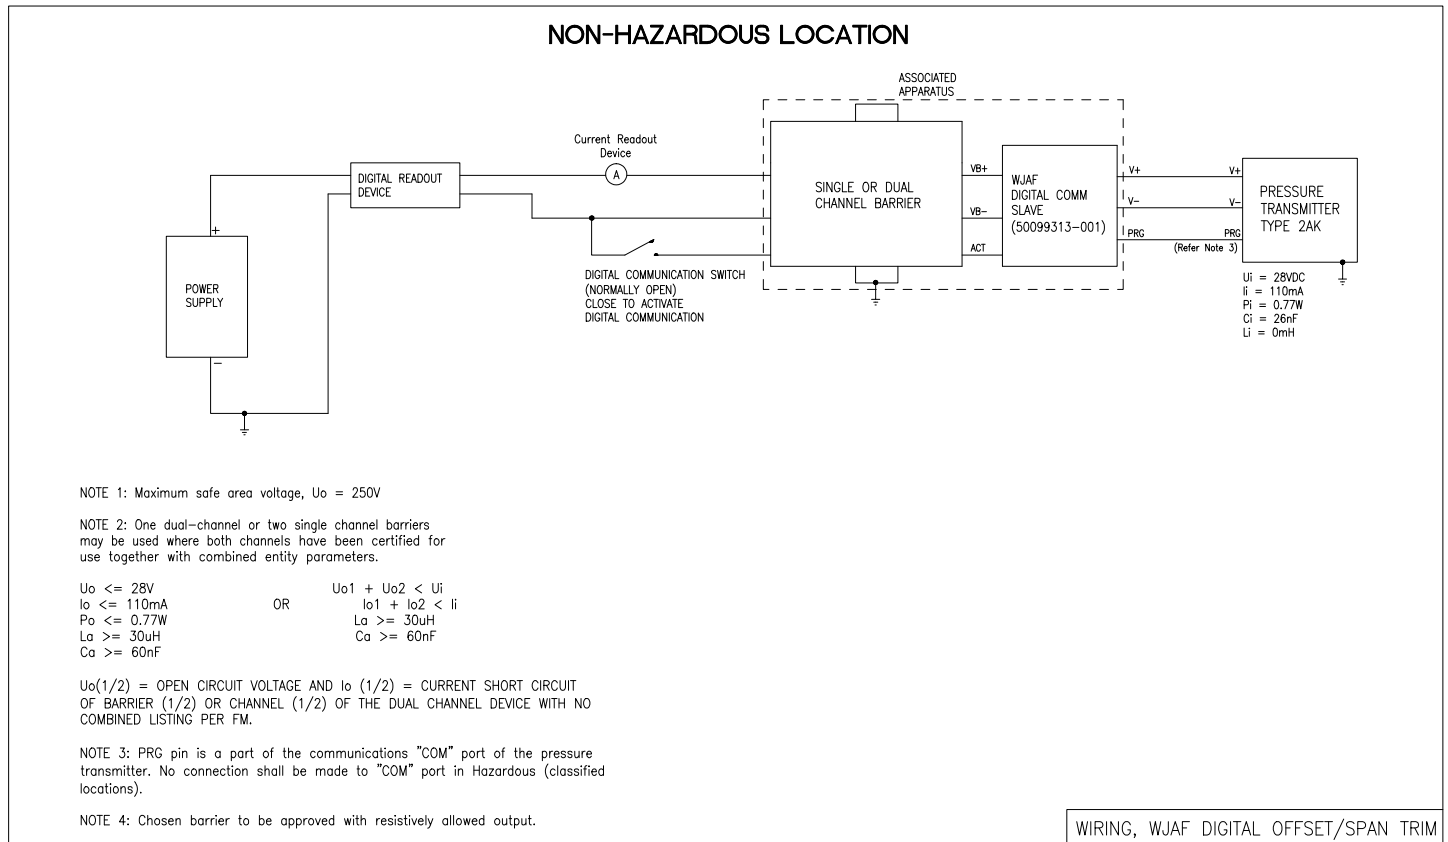 NON-HAZARDOUS LOCATION
ASSOCIATED
APPARATUS
Current Readout
Device
A
DIGITAL READOUT
DEVICE
SINGLE OR DUAL
CHANNEL BARRIER
VB+
VB-
ACT
WJAF
DIGITAL COMM
SLAVE
(50099313-001)
V+
V-
PRG
V+
V-
PRG
(Refer Note 3)
PRESSURE
TRANSMITTER
TYPE 2AK
Ui = 28VDC
Ii = 110mA
Pi = 0.77W
Ci = 26nF
Li = 0mH
+
POWER
SUPPLY
-
DIGITAL COMMUNICATION SWITCH
(NORMALLY OPEN)
CLOSE TO ACTIVATE
DIGITAL COMMUNICATION
NOTE 1: Maximum safe area voltage, Uo = 250V
NOTE 2: One dual-channel or two single channel barriers
may be used where both channels have been certified for
use together with combined entity parameters.
Uo <= 28V Uo1 + Uo2 < Ui
Io <= 110mA OR Io1 + Io2 < Ii
Po <= 0.77W La >= 30uH
La >= 30uH Ca >= 60nF
Ca >= 60nF
Uo(1/2) = OPEN CIRCUIT VOLTAGE AND Io (1/2) = CURRENT SHORT CIRCUIT
OF BARRIER (1/2) OR CHANNEL (1/2) OF THE DUAL CHANNEL DEVICE WITH NO
COMBINED LISTING PER FM.
NOTE 3: PRG pin is a part of the communications "COM" port of the pressure
transmitter. No connection shall be made to "COM" port in Hazardous (classified
locations).
NOTE 4: Chosen barrier to be approved with resistively allowed output.
WIRING, WJAF DIGITAL OFFSET/SPAN TRIM